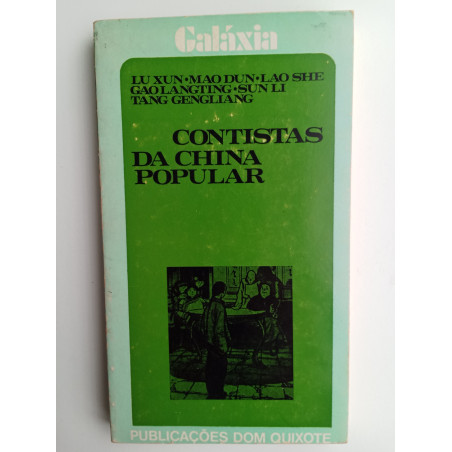 Galáxia
LU XUN•MAO DUN•LAO SHE
GAO LANGTING•SUN LI
TANG GENGLIANG
CONTISTAS
DA CHINA
POPULAR
PUBLICAÇÕES DOM QUIXOTE